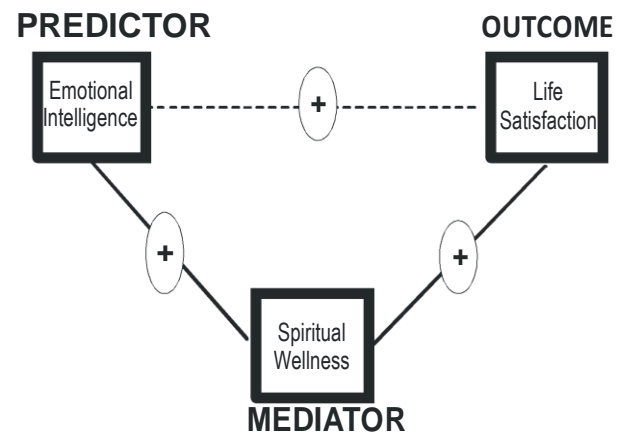 PREDICTOR
OUTCOME
Emotional
Intelligence
+
Life
Satisfaction
+
+
Spiritual
Wellness
MEDIATOR